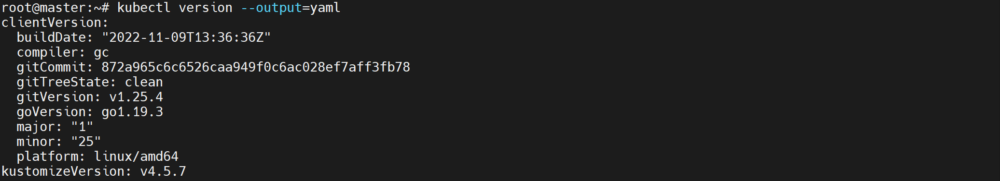 root@master:~# kubectl version --output=yaml
clientVersion:
  buildDate: "2022-11-09T13:36:36Z"
  compiler: gc
  gitCommit: 872a965c6c6526caa949f0c6ac028ef7aff3fb78
  gitTreeState: clean
  gitVersion: v1.25.4
  goVersion: go1.19.3
  major: "1"
  minor: "25"
  platform: linux/amd64
kustomizeVersion: v4.5.7